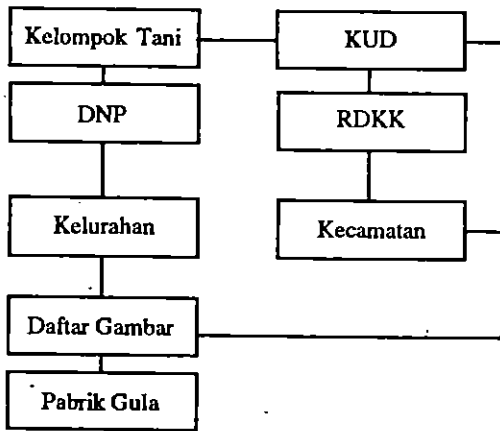 Kelompok Tani
KUD
DNP
RDKK
Kelurahan
Kecamatan
Daftar Gambar
Pabrik Gula